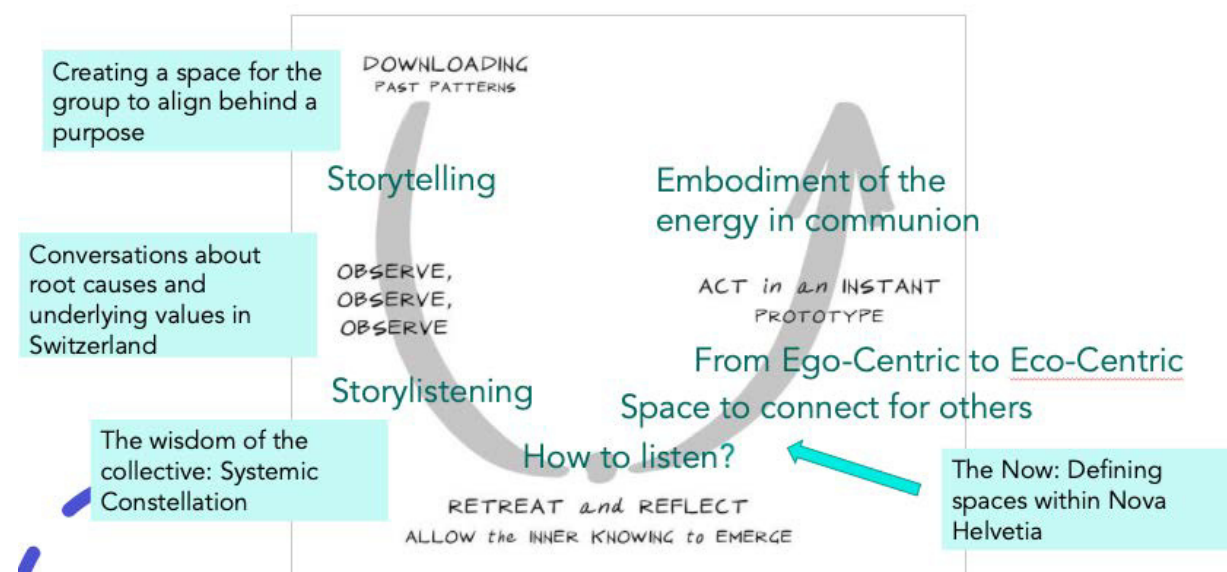 Creating a space for the
group to align behind a
purpose
DOWNLOADING
PAST PATTERNS
Storytelling
Embodiment of the
energy in communion
Conversations about
root causes and
underlying values in
Switzerland
OBSERVE,
OBSERVE,
OBSERVE
ACT in an INSTANT
PROTOTYPE
From Ego-Centric to Eco-Centric
Storylistening
Space to connect for others
The wisdom of the
collective: Systemic
Constellation
How to listen?
The Now: Defining
spaces within Nova
Helvetia
RETREAT and REFLECT
ALLOW the INNER KNOWING to EMERGE